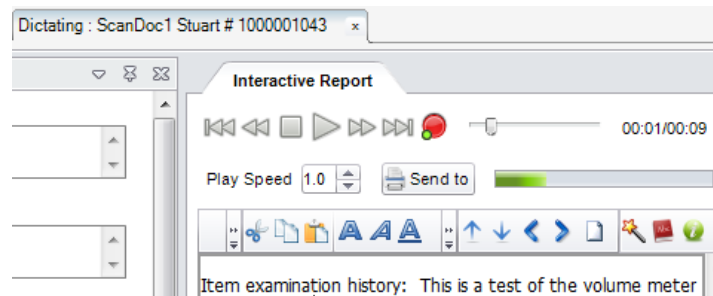 Dictating : ScanDoc1 Stuart # 1000001043
Interactive Report
00:01/00:09
Play Speed 1.0 Send to
Item examination history: This is a test of the volume meter